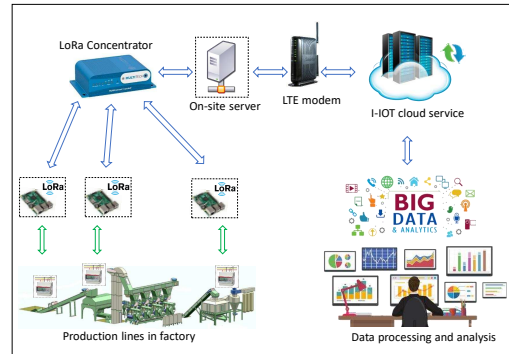 LoRa Concentrator
On-site server
LTE modem
I-IOT cloud service
LoRa
LoRa
LoRa
BIG
DATA
& ANALYTICS
Production lines in factory
Data processing and analysis